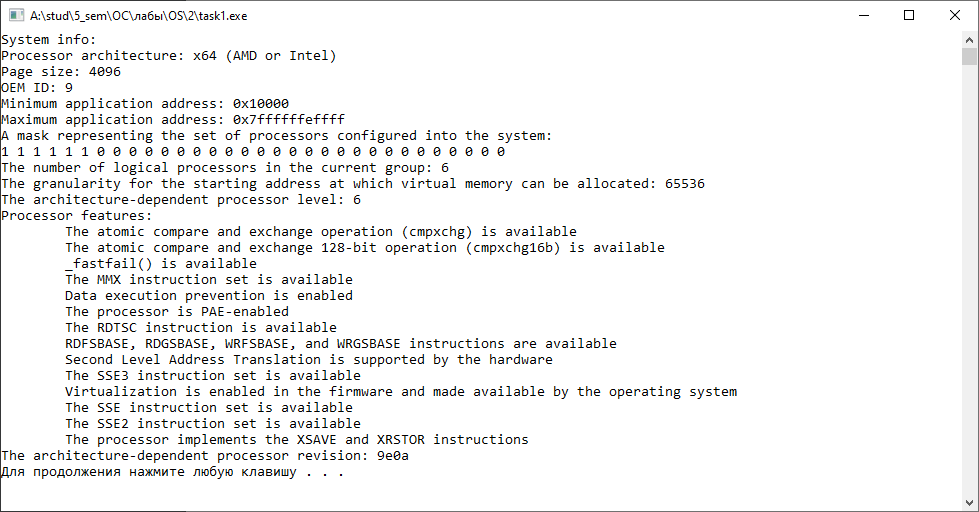 A:\stud\5_sem\ОС\лабы\OS\2\task1.exe
System info:
Processor architecture: x64 (AMD or Intel)
Page size: 4096
OEM ID: 9
Minimum application address: 0x10000
Maximum application address: 0x7ffffffeffff
A mask representing the set of processors configured into the system:
1 1 1 1 1 1 0 0 0 0 0 0 0 0 0 0 0 0 0 0 0 0 0 0 0 0 0 0 0 0 0 0
The number of logical processors in the current group: 6
The granularity for the starting address at which virtual memory can be allocated: 65536
The architecture-dependent processor level: 6
Processor features:
The atomic compare and exchange operation (cmpxchg) is available
The atomic compare and exchange 128-bit operation (cmpxchg16b) is available
_fastfail() is available
The MMX instruction set is available
Data execution prevention is enabled
The processor is PAE-enabled
The RDTSC instruction is available
RDFSBASE, RDGSBASE, WRFSBASE, and WRGSBASE instructions are available
Second Level Address Translation is supported by the hardware
The SSE3 instruction set is available
Virtualization is enabled in the firmware and made available by the operating system
The SSE instruction set is available
The SSE2 instruction set is available
The processor implements the XSAVE and XRSTOR instructions
The architecture-dependent processor revision: 9e0a
Для продолжения нажмите любую клавишу . . .